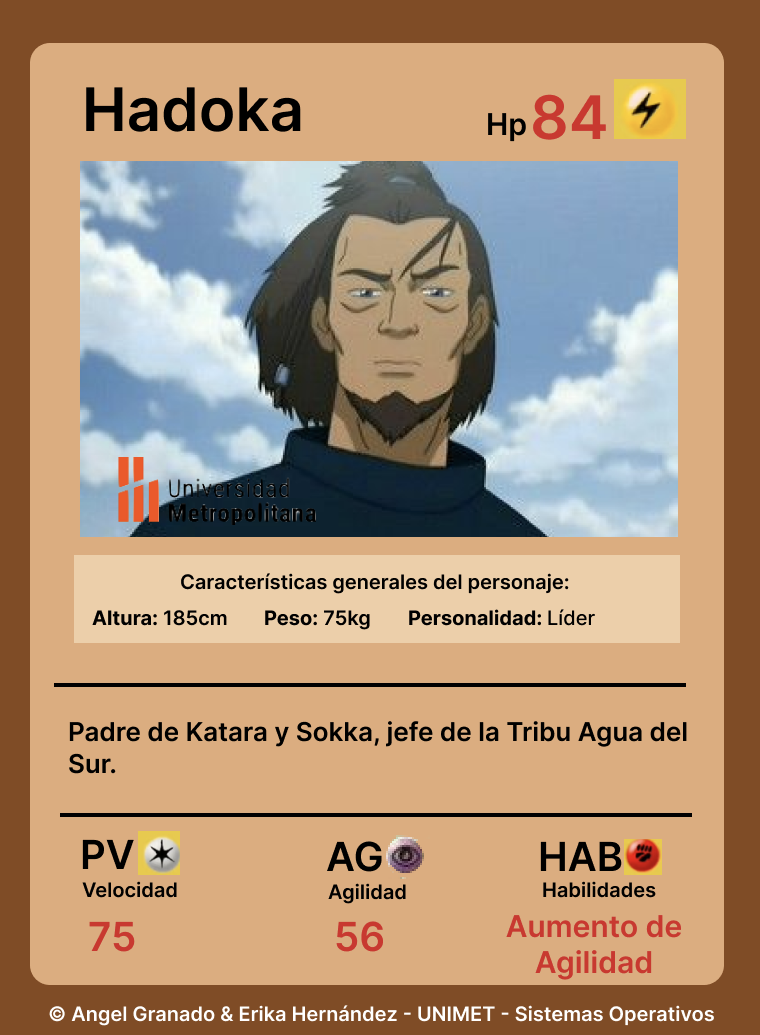 Hadoka
Hp 84
Universidad
Metropolitana
Características generales del personaje:
Altura: 185cm Peso: 75kg Personalidad: Líder
Padre de Katara y Sokka, jefe de la Tribu Agua del
Sur.
PV AG HAB
Velocidad Agilidad Habilidades
75 56 Aumento de
Agilidad
© Angel Granado & Erika Hernández - UNIMET - Sistemas Operativos